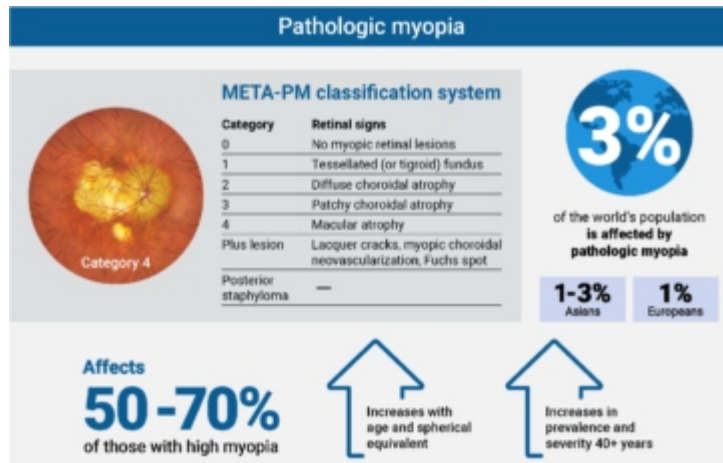 Pathologic myopia
META-PM classification system
Category Retinal signs
0 No myopic retinal lesions
1 Tessellated (or tigroid) fundus
2 Diffuse choroidal atrophy
3 Patchy choroidal atrophy
4 Macular atrophy
Plus lesion Lacquer cracks, myopic choroidal
neovascularization, Fuchs spot
Posterior
staphyloma —
Category 4
3%
of the world's population
is affected by
pathologic myopia
1-3%
Asians
1%
Europeans
Affects
50-70%
of those with high myopia
Increases with
age and spherical
equivalent
Increases in
prevalence and
severity 40+ years